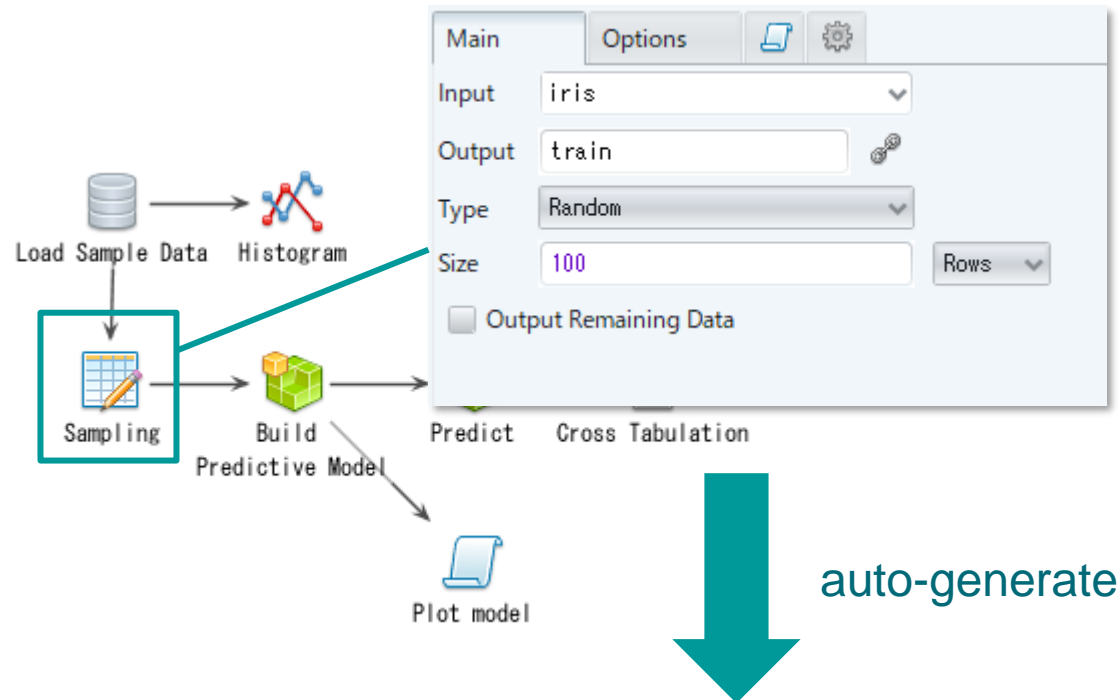 Main Options
Input iris
Output train
Type Random
Size 100 Rows
Output Remaining Data
Load Sample Data Histogram
Sampling Build
Predictive Model
Predict Cross Tabulation
Plot model
auto-generate